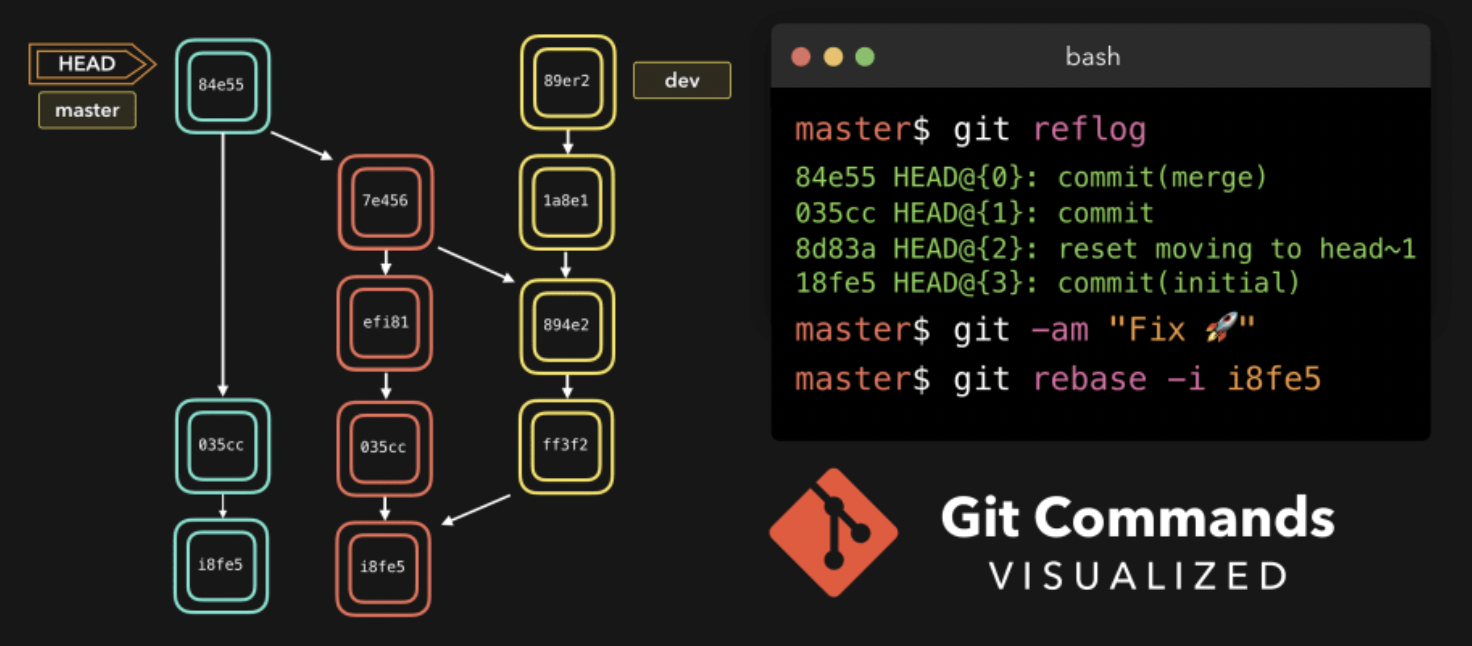 HEAD
master
84e55
7e456
efi81
035cc
i8fe5
035cc
i8fe5
89er2
1a8e1
894e2
ff3f2
dev
bash
master$ git reflog
84e55 HEAD@{0}: commit(merge)
035cc HEAD@{1}: commit
8d83a HEAD@{2}: reset moving to head~1
18fe5 HEAD@{3}: commit(initial)
master$ git -am "Fix 🚀"
master$ git rebase -i i8fe5
Git Commands
VISUALIZED